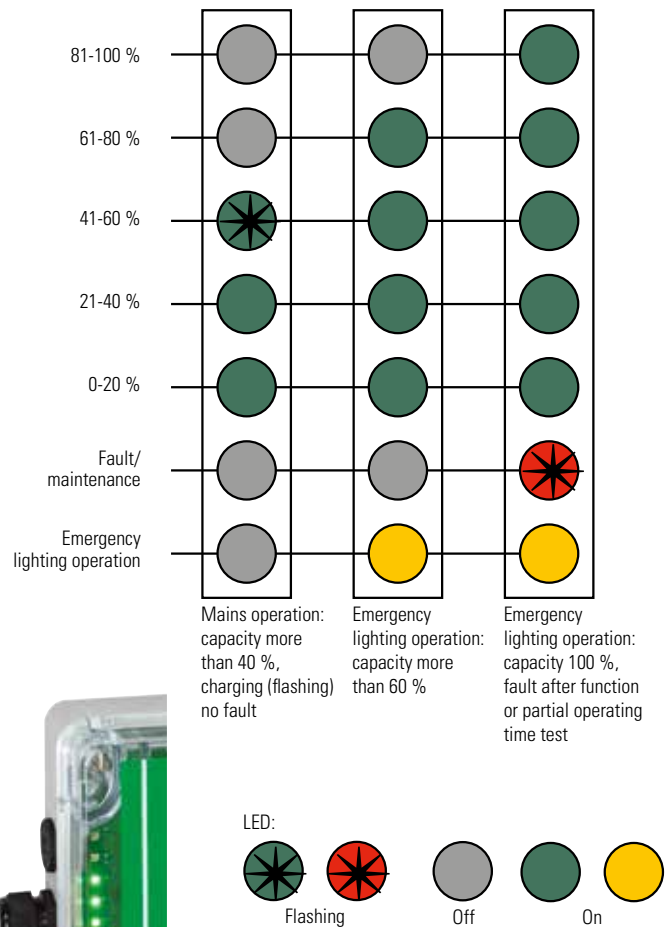 81-100 %
61-80 %
41-60 %
21-40 %
0-20 %
Fault/
maintenance
Emergency
lighting operation
Mains operation:
capacity more
than 40 %,
charging (flashing)
no fault
Emergency
lighting operation:
capacity more
than 60 %
Emergency
lighting operation:
capacity 100 %,
fault after function
or partial operating
time test
LED:
Flashing
Off
On